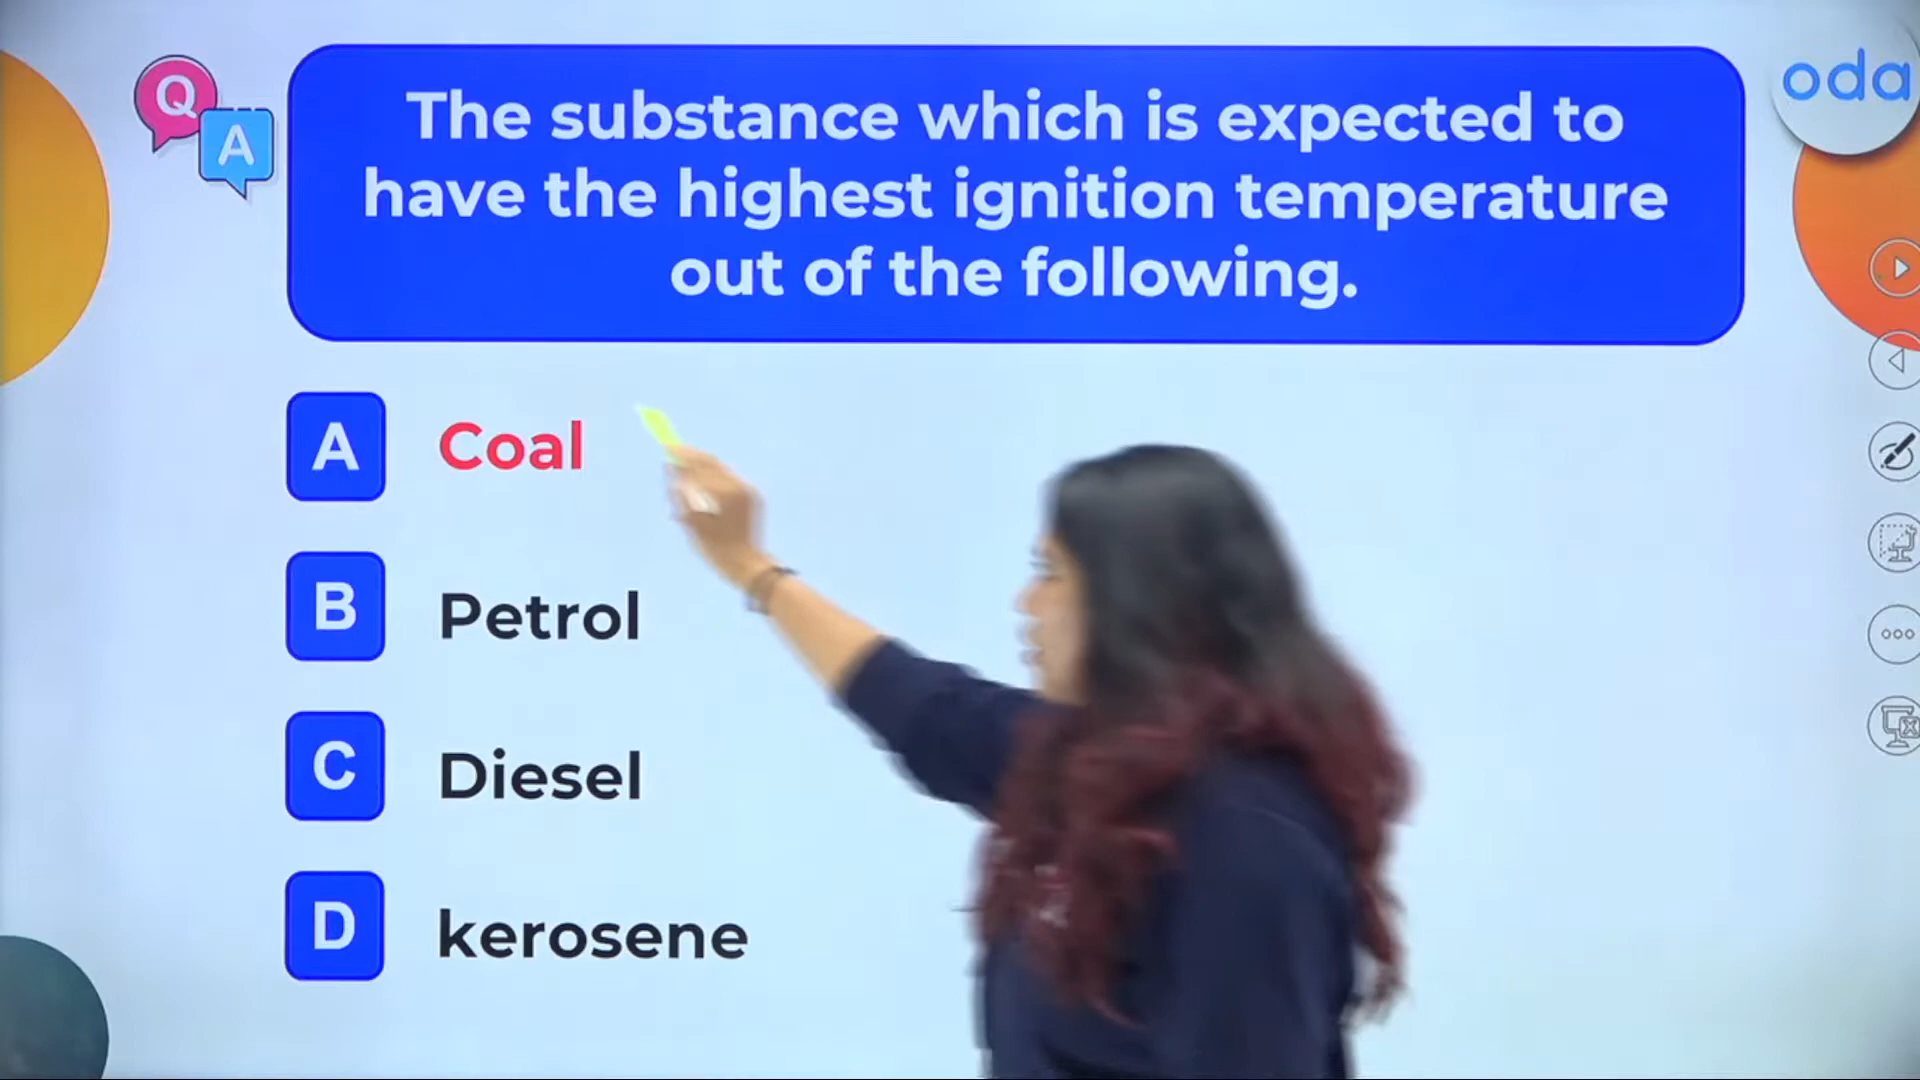 Q
A
oda
The substance which is expected to
have the highest ignition temperature
out of the following.
A Coal
B Petrol
C Diesel
D kerosene